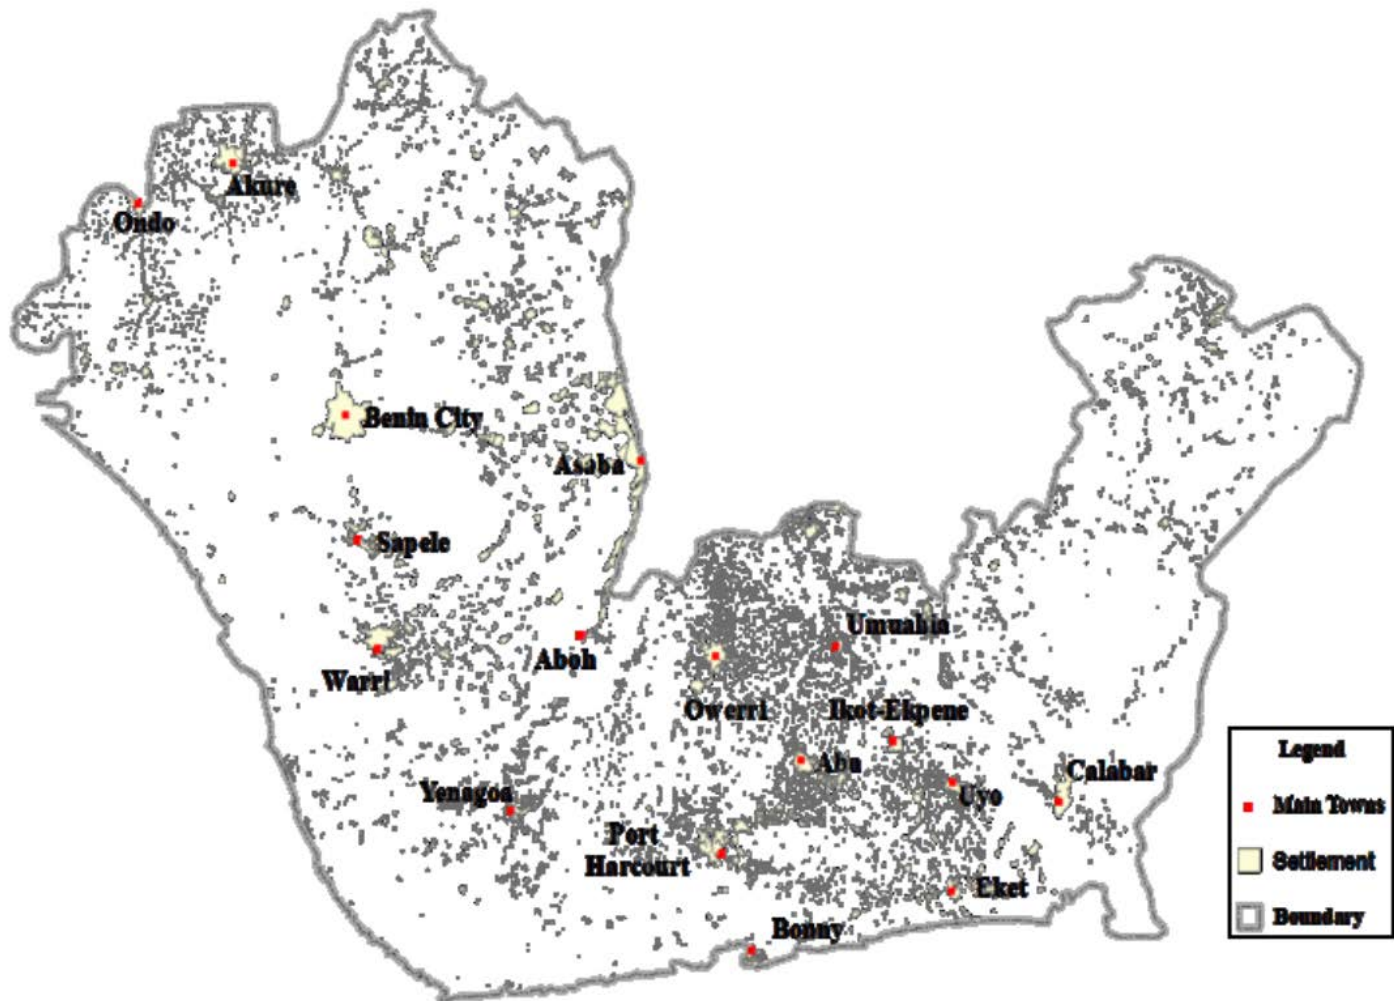 Akure
Ondo
Benin City
Asaba
Sapele
Umuahia
Aboh
Warri
Owerri
Ikot-Ekpene
Aba
Calabar
Yenagoa
Uyo
Port
Harcourt
Eket
Bonny
Legend
Main Towns
Settlement
Boundary